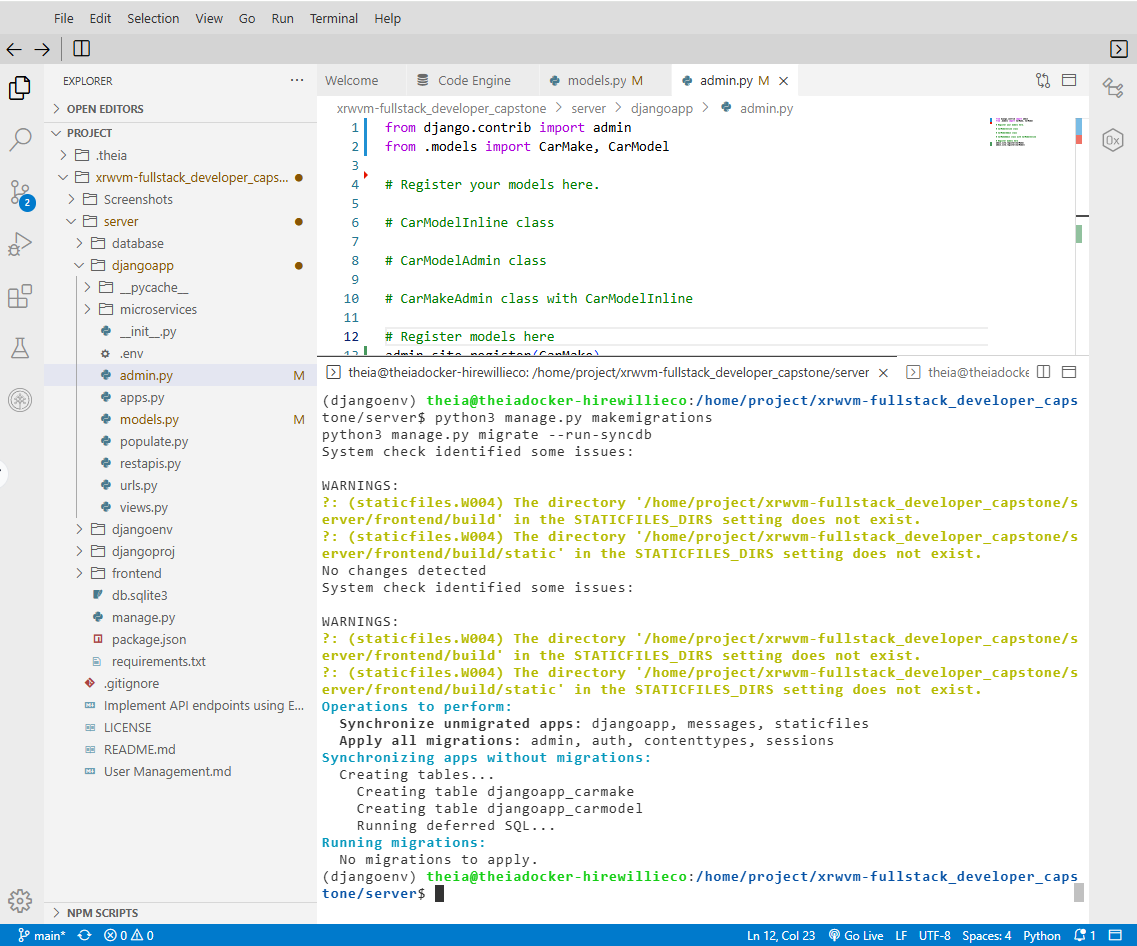 File Edit Selection View Go Run Terminal Help
EXPLORER ...
OPEN EDITORS
PROJECT
.theia
xrwvm-fullstack_developer_caps...
Screenshots
server
database
djangoapp
__pycache__
microservices
__init__.py
.env
admin.py M
apps.py
models.py M
populate.py
restapis.py
urls.py
views.py
djangoenv
djangoproj
frontend
db.sqlite3
manage.py
package.json
requirements.txt
.gitignore
Implement API endpoints using E...
LICENSE
README.md
User Management.md
NPM SCRIPTS
2
Welcome Code Engine models.py M admin.py M
xrwvm-fullstack_developer_capstone > server > djangoapp > admin.py
1 from django.contrib import admin
2 from .models import CarMake, CarModel
3
4 # Register your models here.
5
6 # CarModelInline class
7
8 # CarModelAdmin class
9
10 # CarMakeAdmin class with CarModelInline
11
12 # Register models here
13 admin.site.register(CarMake)
theia@theiadocker-hirewillieco: /home/project/xrwvm-fullstack_developer_capstone/server theia@theiadocke
(djangoenv) theia@theiadocker-hirewillieco:/home/project/xrwvm-fullstack_developer_caps
tone/server$ python3 manage.py makemigrations
python3 manage.py migrate --run-syncdb
System check identified some issues:
WARNINGS:
?: (staticfiles.W004) The directory '/home/project/xrwvm-fullstack_developer_capstone/s
erver/frontend/build' in the STATICFILES_DIRS setting does not exist.
?: (staticfiles.W004) The directory '/home/project/xrwvm-fullstack_developer_capstone/s
erver/frontend/build/static' in the STATICFILES_DIRS setting does not exist.
No changes detected
System check identified some issues:
WARNINGS:
?: (staticfiles.W004) The directory '/home/project/xrwvm-fullstack_developer_capstone/s
erver/frontend/build' in the STATICFILES_DIRS setting does not exist.
?: (staticfiles.W004) The directory '/home/project/xrwvm-fullstack_developer_capstone/s
erver/frontend/build/static' in the STATICFILES_DIRS setting does not exist.
Operations to perform:
Synchronize unmigrated apps: djangoapp, messages, staticfiles
Apply all migrations: admin, auth, contenttypes, sessions
Synchronizing apps without migrations:
Creating tables...
Creating table djangoapp_carmake
Creating table djangoapp_carmodel
Running deferred SQL...
Running migrations:
No migrations to apply.
(djangoenv) theia@theiadocker-hirewillieco:/home/project/xrwvm-fullstack_developer_caps
tone/server$
0x
main* 0 0 Ln 12, Col 23 Go Live LF UTF-8 Spaces: 4 Python 1